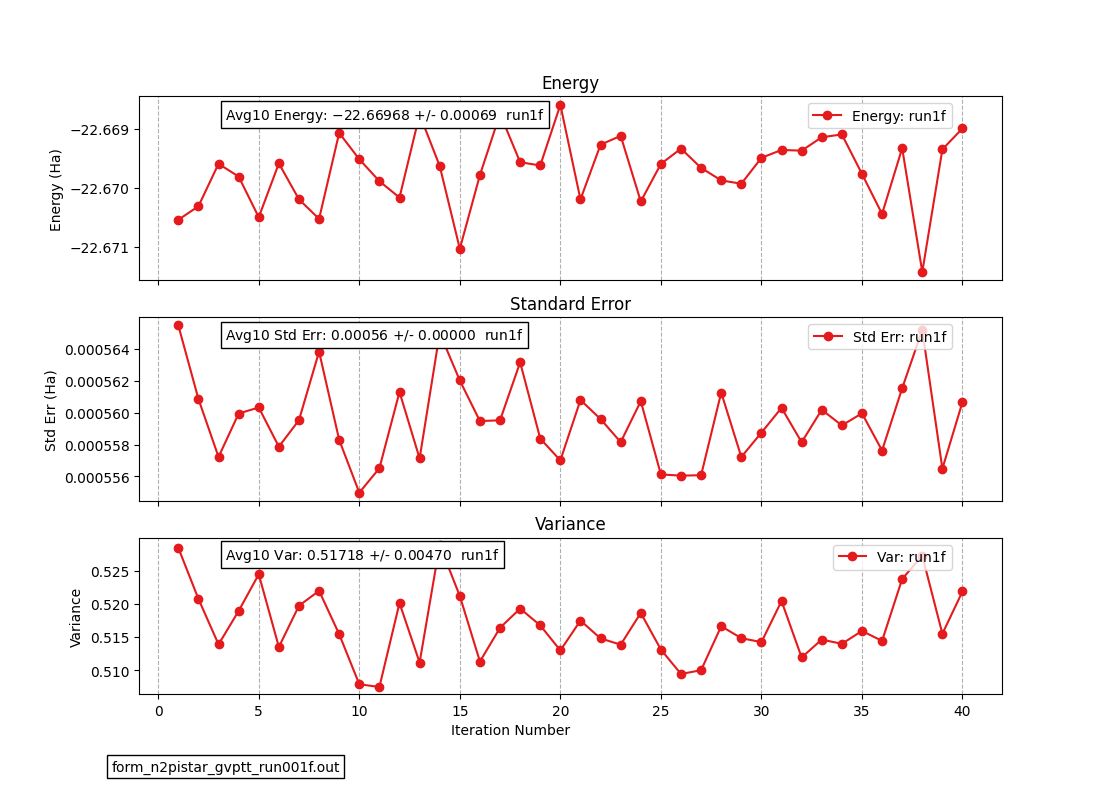 Energy
Avg10 Energy: −22.66968 +/- 0.00069 run1f
Energy: run1f
Energy (Ha)
−22.669
−22.670
−22.671
Standard Error
Avg10 Std Err: 0.00056 +/- 0.00000 run1f
Std Err: run1f
Std Err (Ha)
0.000564
0.000562
0.000560
0.000558
0.000556
Variance
Avg10 Var: 0.51718 +/- 0.00470 run1f
Var: run1f
Variance
0.525
0.520
0.515
0.510
0 5 10 15 20 25 30 35 40
Iteration Number
form_n2pistar_gvptt_run001f.out